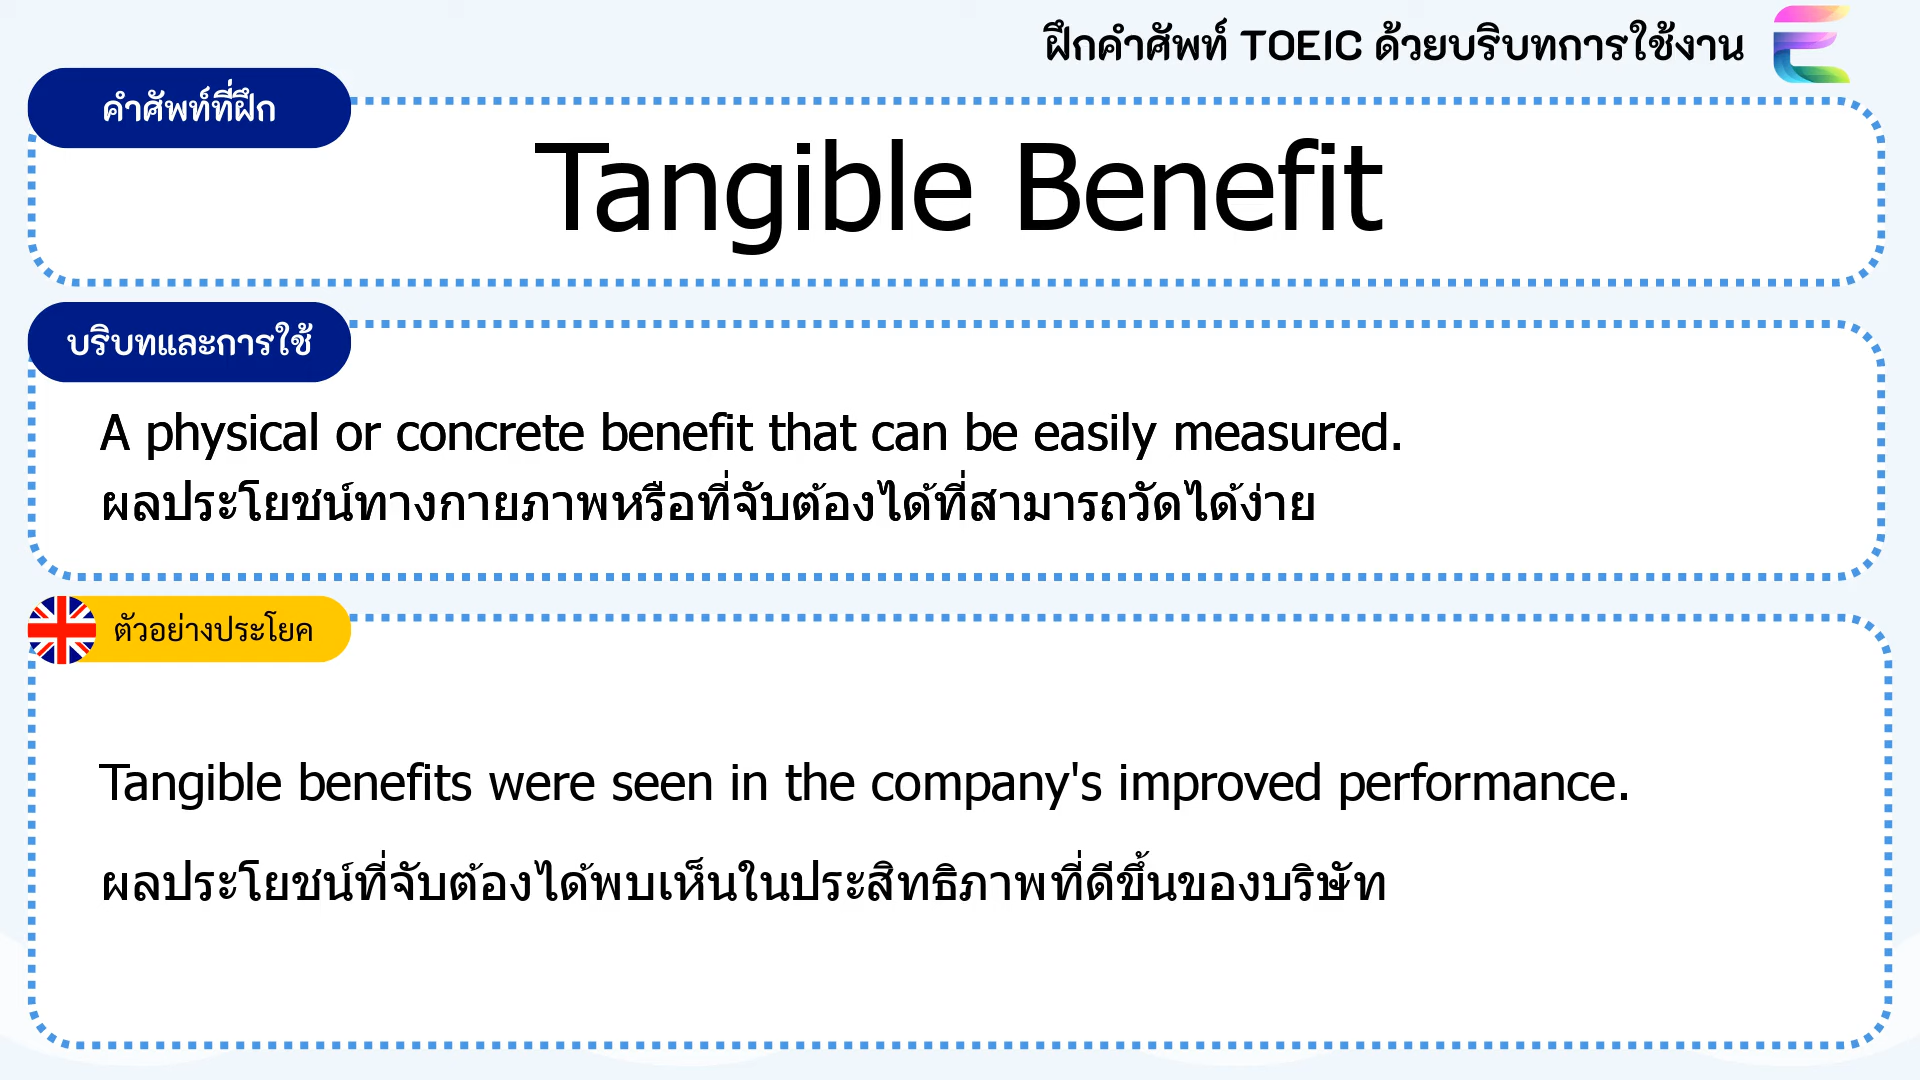 ฝึกคำศัพท์ TOEIC ด้วยบริบทการใช้งาน
คำศัพท์ที่ฝึก
Tangible Benefit
บริบทและการใช้
A physical or concrete benefit that can be easily measured.
ผลประโยชน์ทางกายภาพหรือที่จับต้องได้ที่สามารถวัดได้ง่าย
ตัวอย่างประโยค
Tangible benefits were seen in the company's improved performance.
ผลประโยชน์ที่จับต้องได้พบเห็นในประสิทธิภาพที่ดีขึ้นของบริษัท